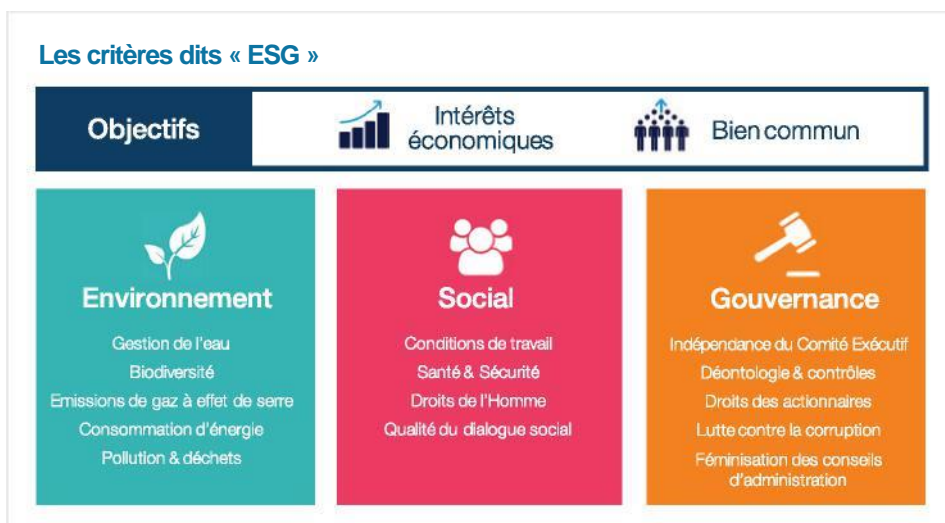 Les critères dits « ESG »
Objectifs
Intérêts
économiques
Bien commun
Environnement
Gestion de l'eau
Biodiversité
Emissions de gaz à effet de serre
Consommation d'énergie
Pollution & déchets
Social
Conditions de travail
Santé & Sécurité
Droits de l'Homme
Qualité du dialogue social
Gouvernance
Indépendance du Comité Exécutif
Déontologie & contrôles
Droits des actionnaires
Lutte contre la corruption
Féminisation des conseils
d'administration